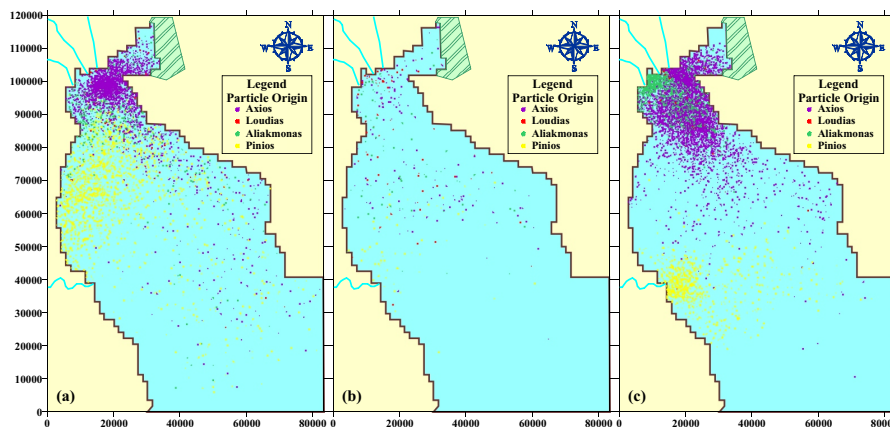 120000
110000
100000
90000
80000
70000
60000
50000
40000
30000
20000
10000
0
N
W E
S
Legend
Particle Origin
Axios
Loudias
Aliakmonas
Pinios
(a)
0 20000 40000 60000 80000
N
W E
S
Legend
Particle Origin
Axios
Loudias
Aliakmonas
Pinios
(b)
0 20000 40000 60000 80000
N
W E
S
Legend
Particle Origin
Axios
Loudias
Aliakmonas
Pinios
(c)
0 20000 40000 60000